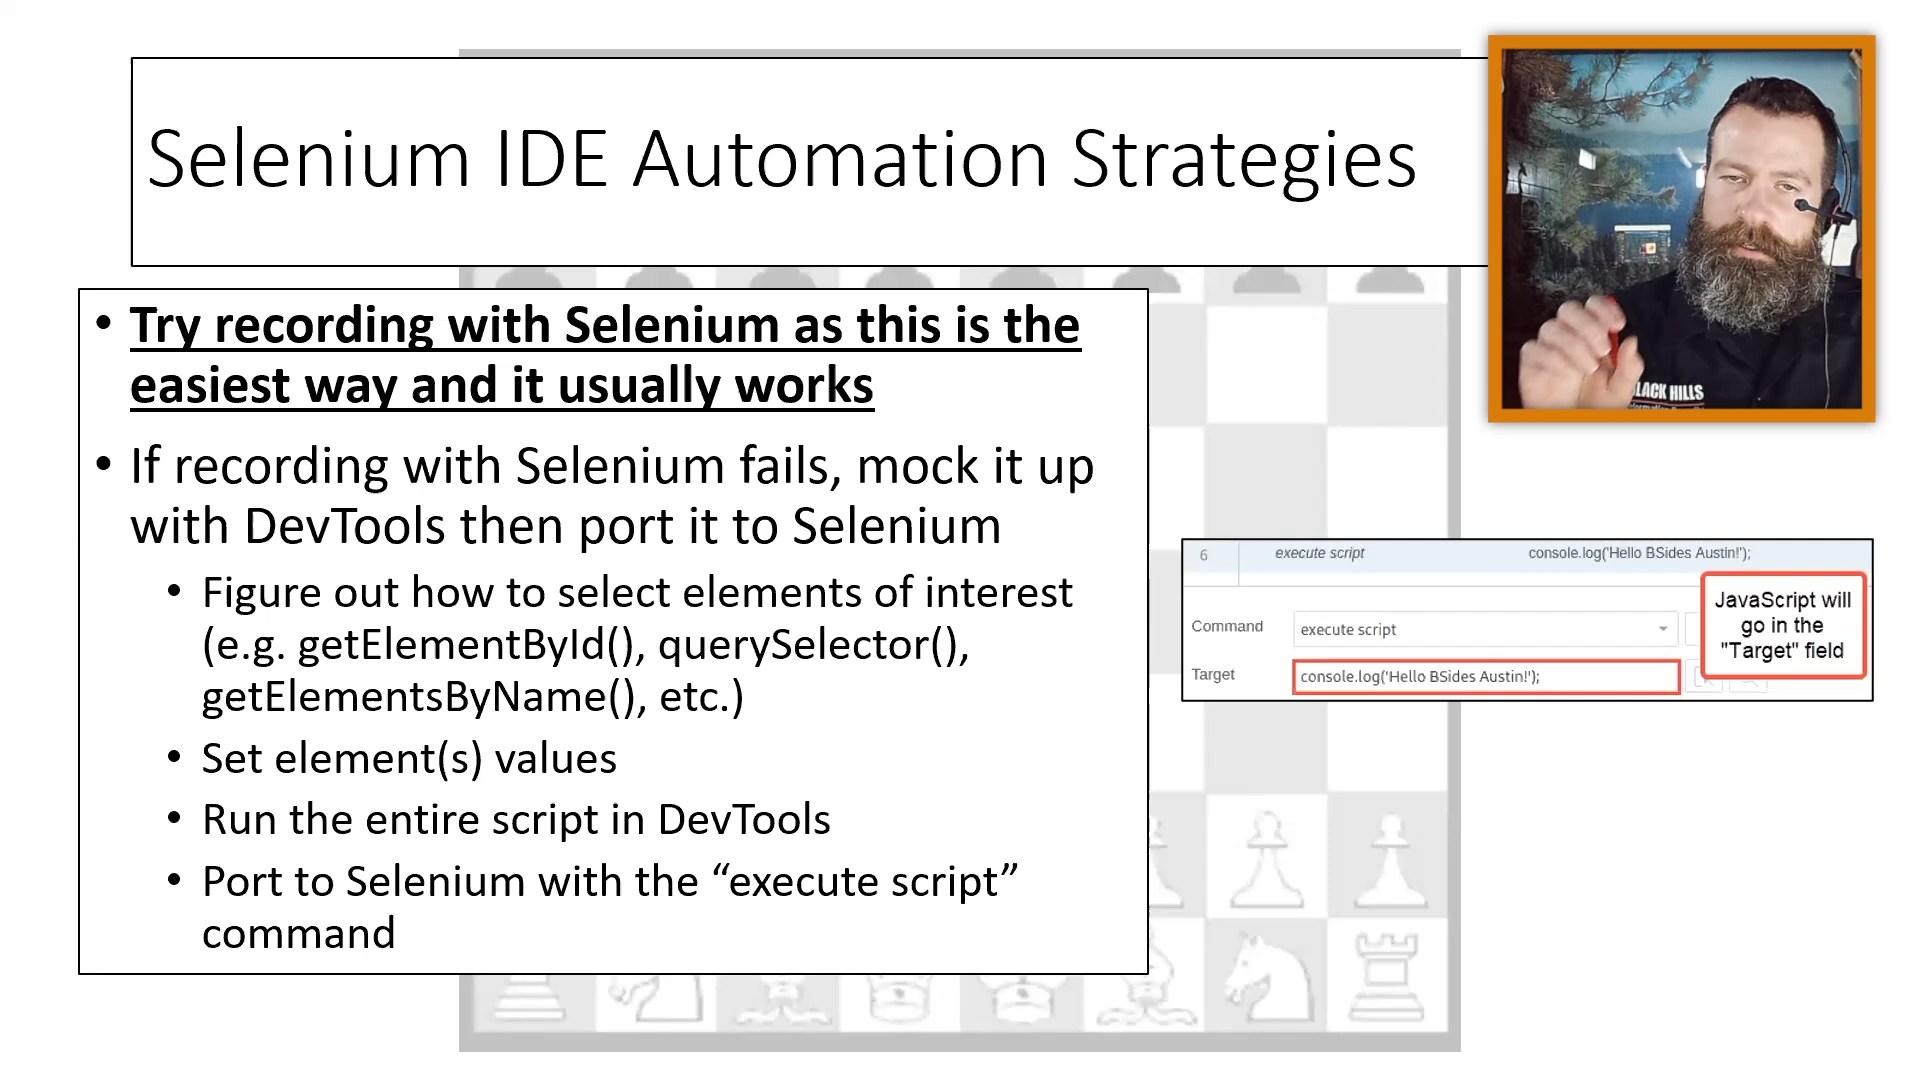 Selenium IDE Automation Strategies
• Try recording with Selenium as this is the
easiest way and it usually works
• If recording with Selenium fails, mock it up
with DevTools then port it to Selenium
• Figure out how to select elements of interest
(e.g. getElementById(), querySelector(),
getElementsByName(), etc.)
• Set element(s) values
• Run the entire script in DevTools
• Port to Selenium with the “execute script”
command
LACK HILLS
6 execute script console.log('Hello BSides Austin!');
Command execute script
Target console.log('Hello BSides Austin!');
JavaScript will
go in the
"Target" field